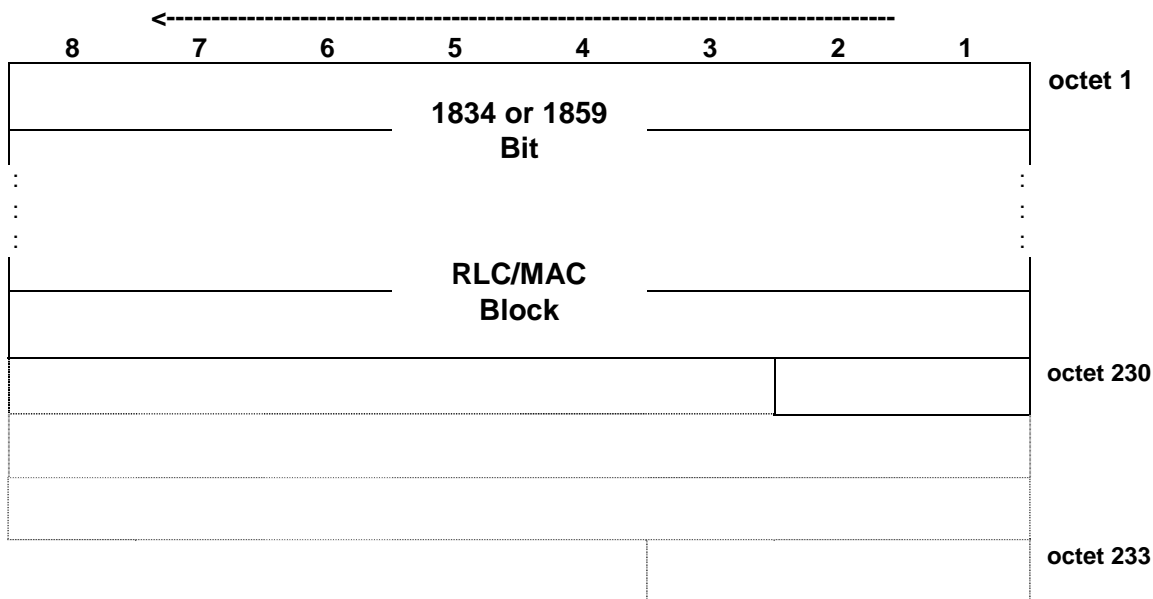 <--------------------------------------------------------------------------------
8 7 6 5 4 3 2 1
octet 1
1834 or 1859
Bit
: :
: :
: :
RLC/MAC
Block
octet 230
octet 233